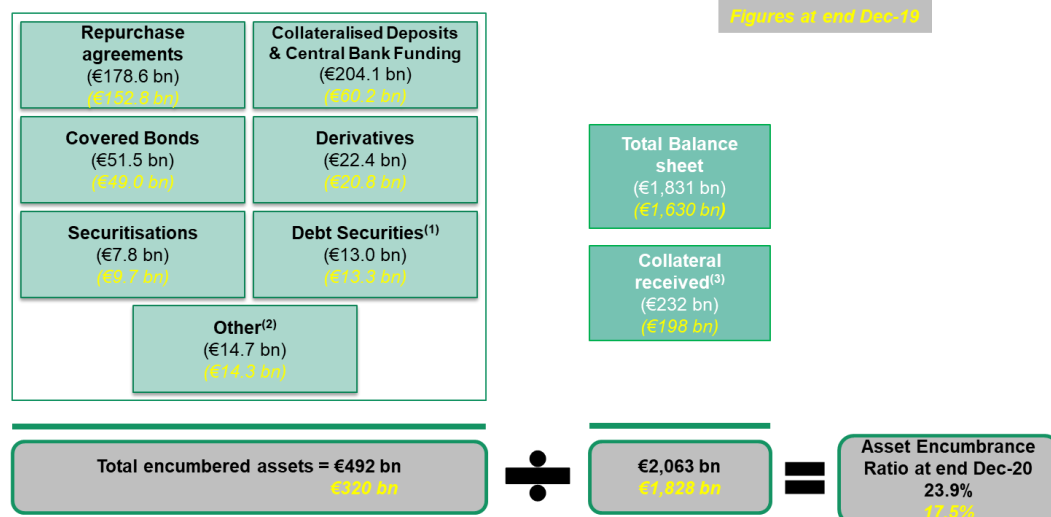 Figures at end Dec-19
Repurchase
agreements
(€178.6 bn)
(€152.8 bn)
Collateralised Deposits
& Central Bank Funding
(€204.1 bn)
(€60.2 bn)
Covered Bonds
(€51.5 bn)
(€49.0 bn)
Derivatives
(€22.4 bn)
(€20.8 bn)
Securitisations
(€7.8 bn)
(€9.7 bn)
Debt Securities(1)
(€13.0 bn)
(€13.3 bn)
Other(2)
(€14.7 bn)
(€14.3 bn)
Total Balance
sheet
(€1,831 bn)
(€1,630 bn)
Collateral
received(3)
(€232 bn)
(€198 bn)
Total encumbered assets = €492 bn
€320 bn
÷
€2,063 bn
€1,828 bn
=
Asset Encumbrance
Ratio at end Dec-20
23.9%
17.5%